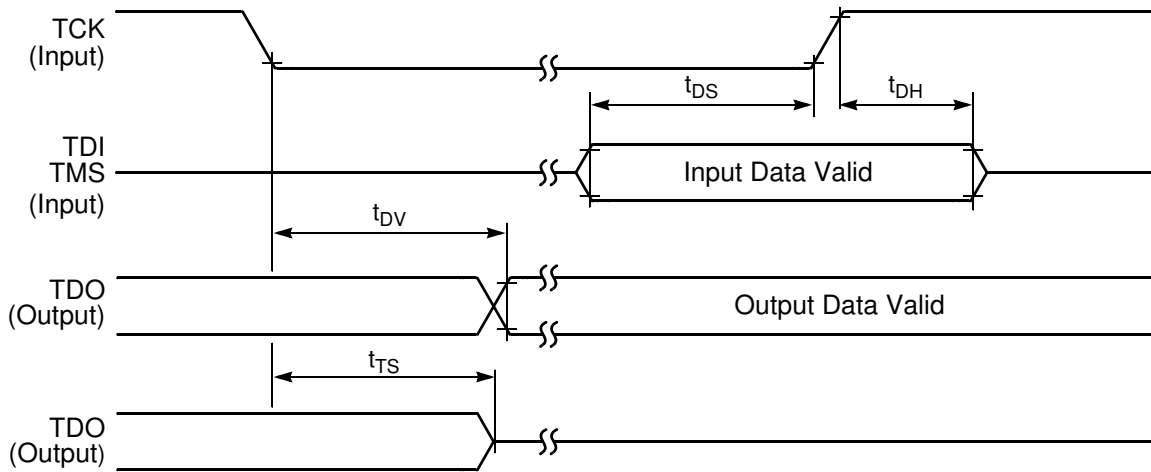 TCK
(Input)
tDS
tDH
TDI
TMS
(Input)
Input Data Valid
tDV
TDO
(Output)
Output Data Valid
tTS
TDO
(Output)